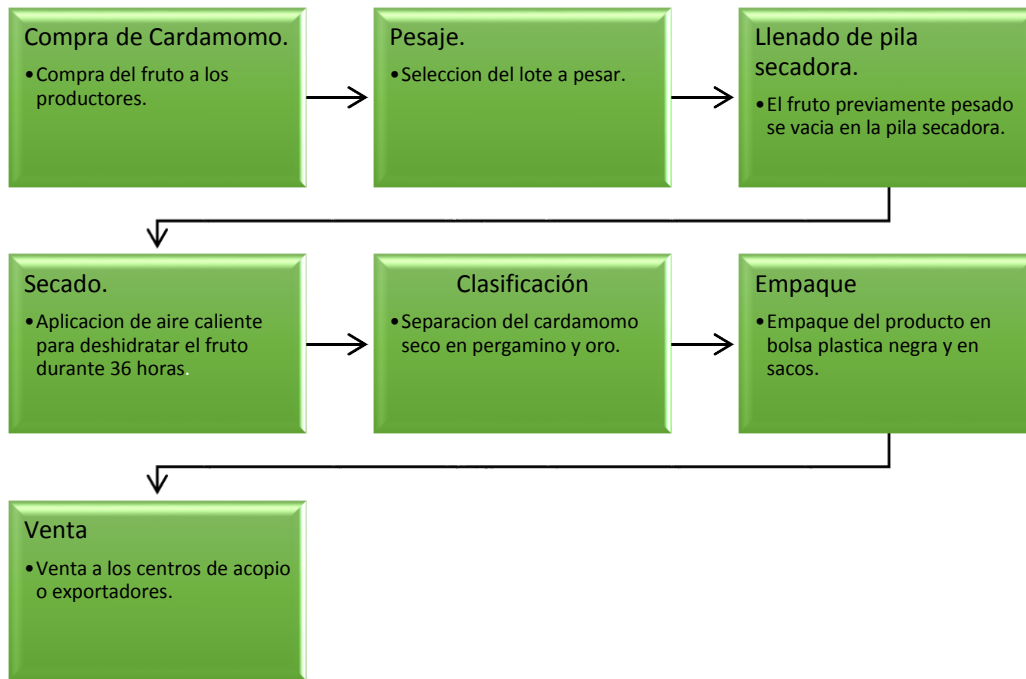 Compra de Cardamomo.
•Compra del fruto a los
productores.
Pesaje.
•Seleccion del lote a pesar.
Llenado de pila
secadora.
•El fruto previamente pesado
se vacia en la pila secadora.
Secado.
•Aplicacion de aire caliente
para deshidratar el fruto
durante 36 horas.
Clasificación
•Separacion del cardamomo
seco en pergamino y oro.
Empaque
•Empaque del producto en
bolsa plastica negra y en
sacos.
Venta
•Venta a los centros de acopio
o exportadores.